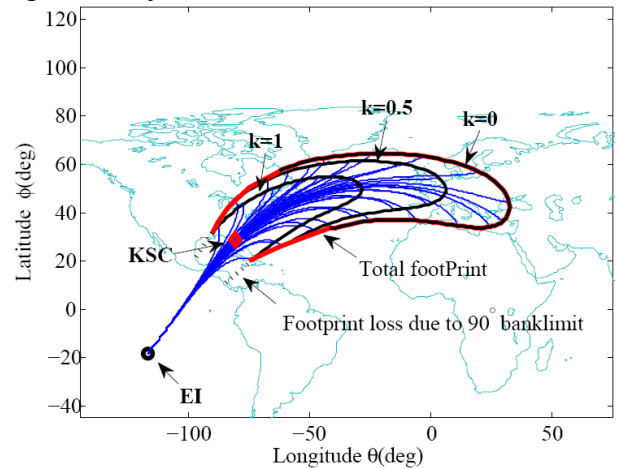 120
100
80
60
40
20
0
−20
−40
Latitude ϕ(deg)
k=0.5
k=0
k=1
KSC
Total footPrint
Footprint loss due to 90° banklimit
EI
−100
−50
0
50
Longitude θ(deg)